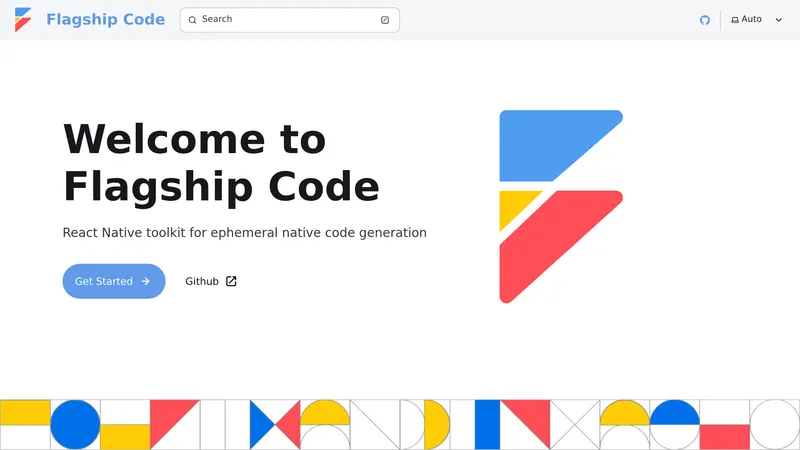 Flagship Code
Search
Auto
Welcome to
Flagship Code
React Native toolkit for ephemeral native code generation
Get Started
Github